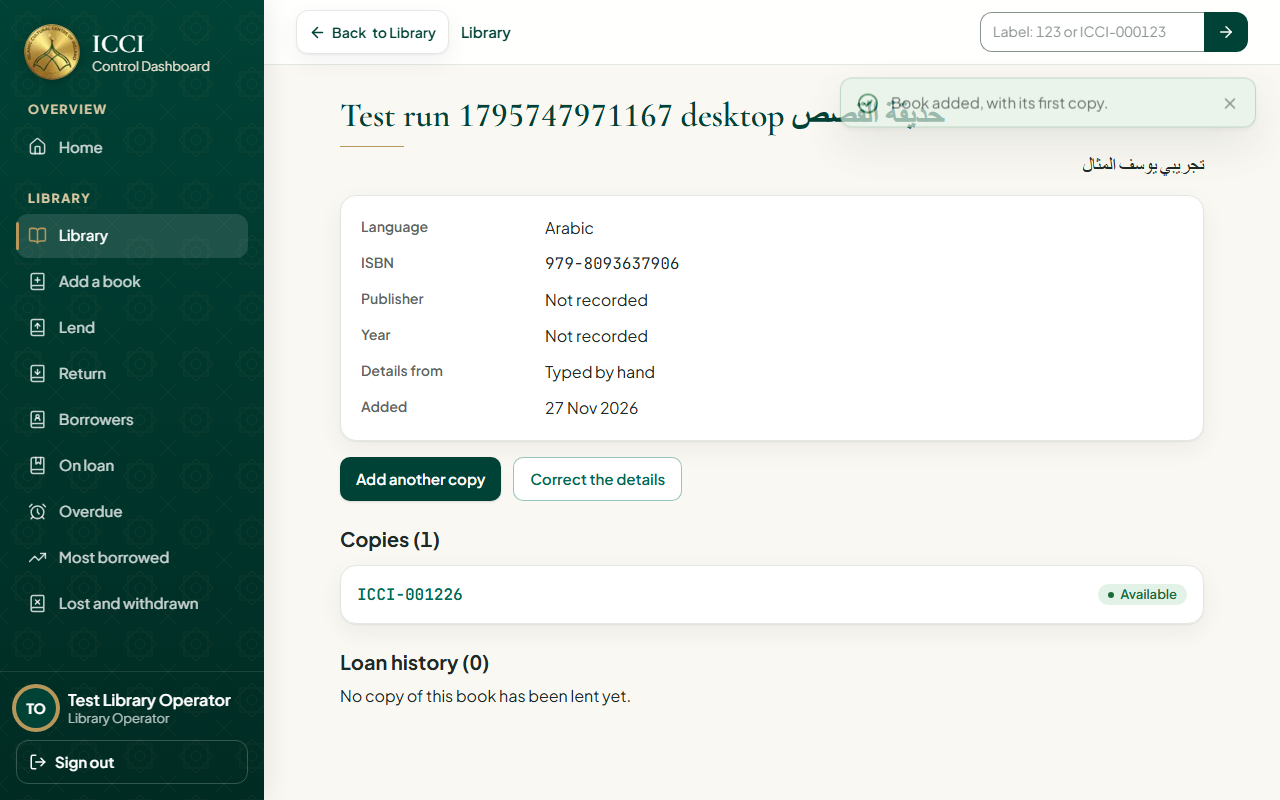 ICCI
Control Dashboard
OVERVIEW
Home
LIBRARY
Library
Add a book
Lend
Return
Borrowers
On loan
Overdue
Most borrowed
Lost and withdrawn
TO
Test Library Operator
Library Operator
Sign out
Back to Library
Library
Label: 123 or ICCI-000123
Book added, with its first copy.
Test run 1795747971167 desktop حديقة القصص
تجريبي يوسف المثال
Language
Arabic
ISBN
979-8093637906
Publisher
Not recorded
Year
Not recorded
Details from
Typed by hand
Added
27 Nov 2026
Add another copy
Correct the details
Copies (1)
ICCI-001226
Available
Loan history (0)
No copy of this book has been lent yet.